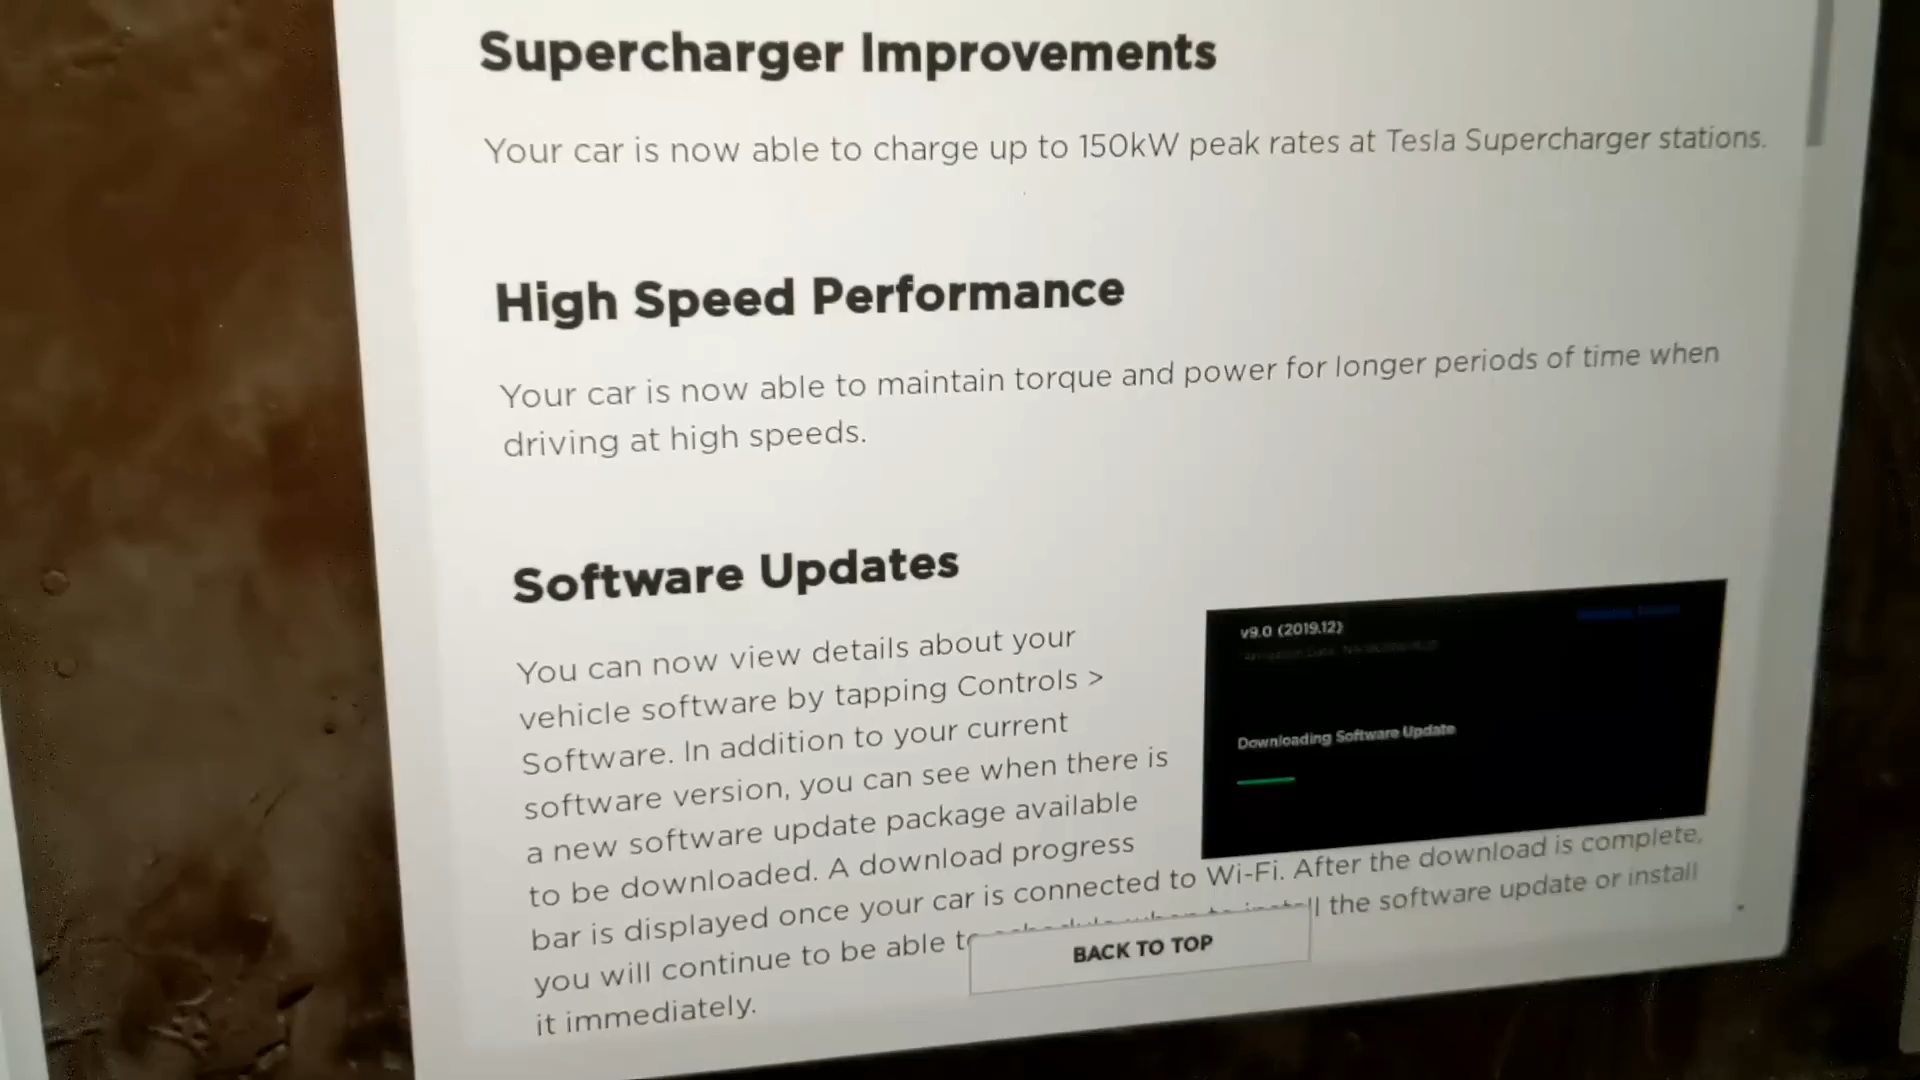 Supercharger Improvements
Your car is now able to charge up to 150kW peak rates at Tesla Supercharger stations.
High Speed Performance
Your car is now able to maintain torque and power for longer periods of time when
driving at high speeds.
Software Updates
You can now view details about your
vehicle software by tapping Controls >
Software. In addition to your current
software version, you can see when there is
a new software update package available
to be downloaded. A download progress
bar is displayed once your car is connected to Wi-Fi. After the download is complete,
you will continue to be able to schedule when to install the software update or install
it immediately.
v9.0 (2019.12)
Downloading Software Update
BACK TO TOP